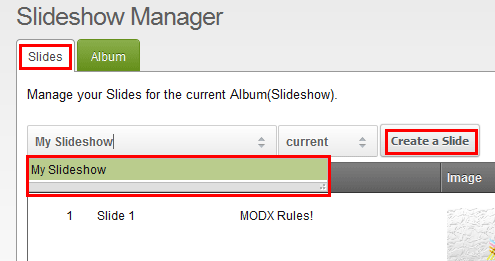 Slideshow Manager
Slides Album
Manage your Slides for the current Album(Slideshow).
My Slideshow current Create a Slide
My Slideshow
Image
1 Slide 1 MODX Rules!